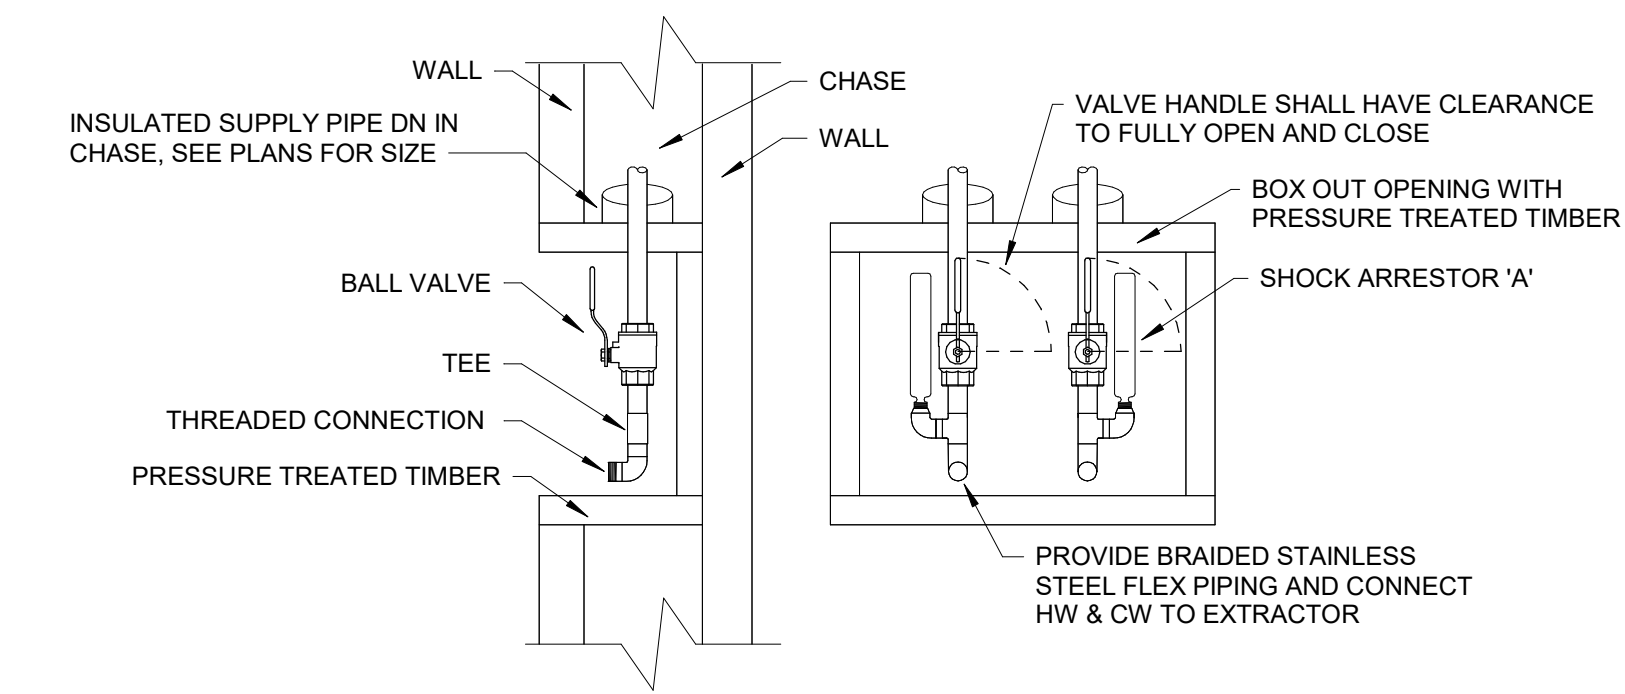 WALL
INSULATED SUPPLY PIPE DN IN
CHASE, SEE PLANS FOR SIZE
BALL VALVE
TEE
THREADED CONNECTION
PRESSURE TREATED TIMBER
CHASE
WALL
VALVE HANDLE SHALL HAVE CLEARANCE
TO FULLY OPEN AND CLOSE
BOX OUT OPENING WITH
PRESSURE TREATED TIMBER
SHOCK ARRESTOR 'A'
PROVIDE BRAIDED STAINLESS
STEEL FLEX PIPING AND CONNECT
HW & CW TO EXTRACTOR